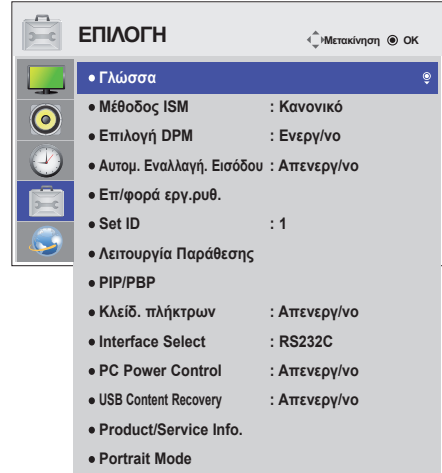 ΕΠΙΛΟΓΗ Μετακίνηση OK
• Γλώσσα
• Μέθοδος ISM : Κανονικό
• Επιλογή DPM : Ενεργ/νο
• Αυτομ. Εναλλαγή. Εισόδου : Απενεργ/νο
• Επ/φορά εργ.ρυθ.
• Set ID : 1
• Λειτουργία Παράθεσης
• PIP/PBP
• Κλείδ. πλήκτρων : Απενεργ/νο
• Interface Select : RS232C
• PC Power Control : Απενεργ/νο
• USB Content Recovery : Απενεργ/νο
• Product/Service Info.
• Portrait Mode